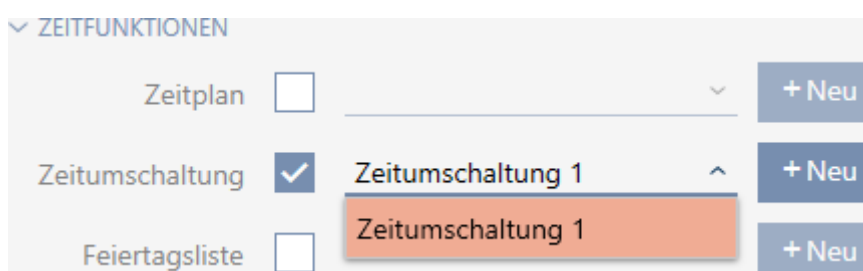 ZEITFUNKTIONEN
Zeitplan + Neu
Zeitumschaltung Zeitumschaltung 1 + Neu
Zeitumschaltung 1
Feiertagsliste + Neu